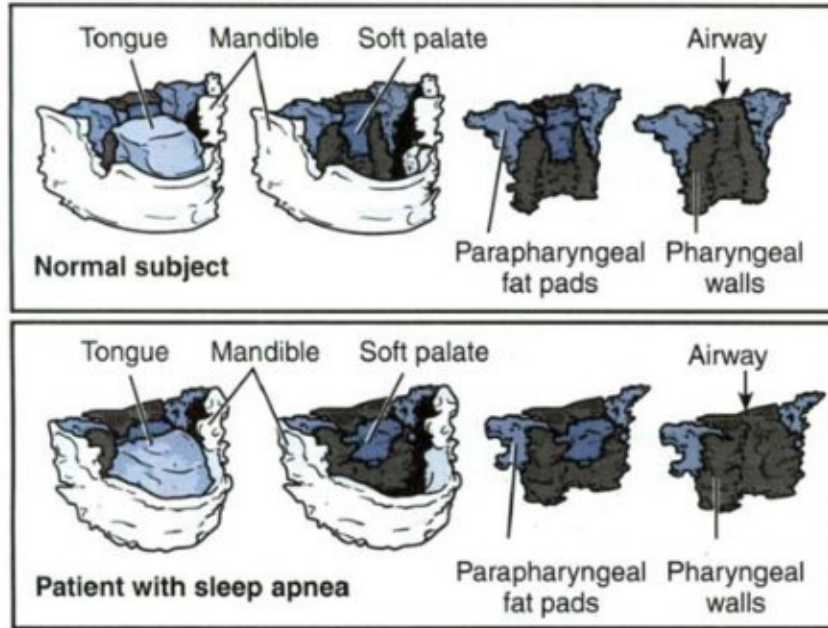 Tongue Mandible Soft palate Airway
Parapharyngeal Pharyngeal
fat pads walls
Normal subject
Tongue Mandible Soft palate Airway
Parapharyngeal Pharyngeal
fat pads walls
Patient with sleep apnea